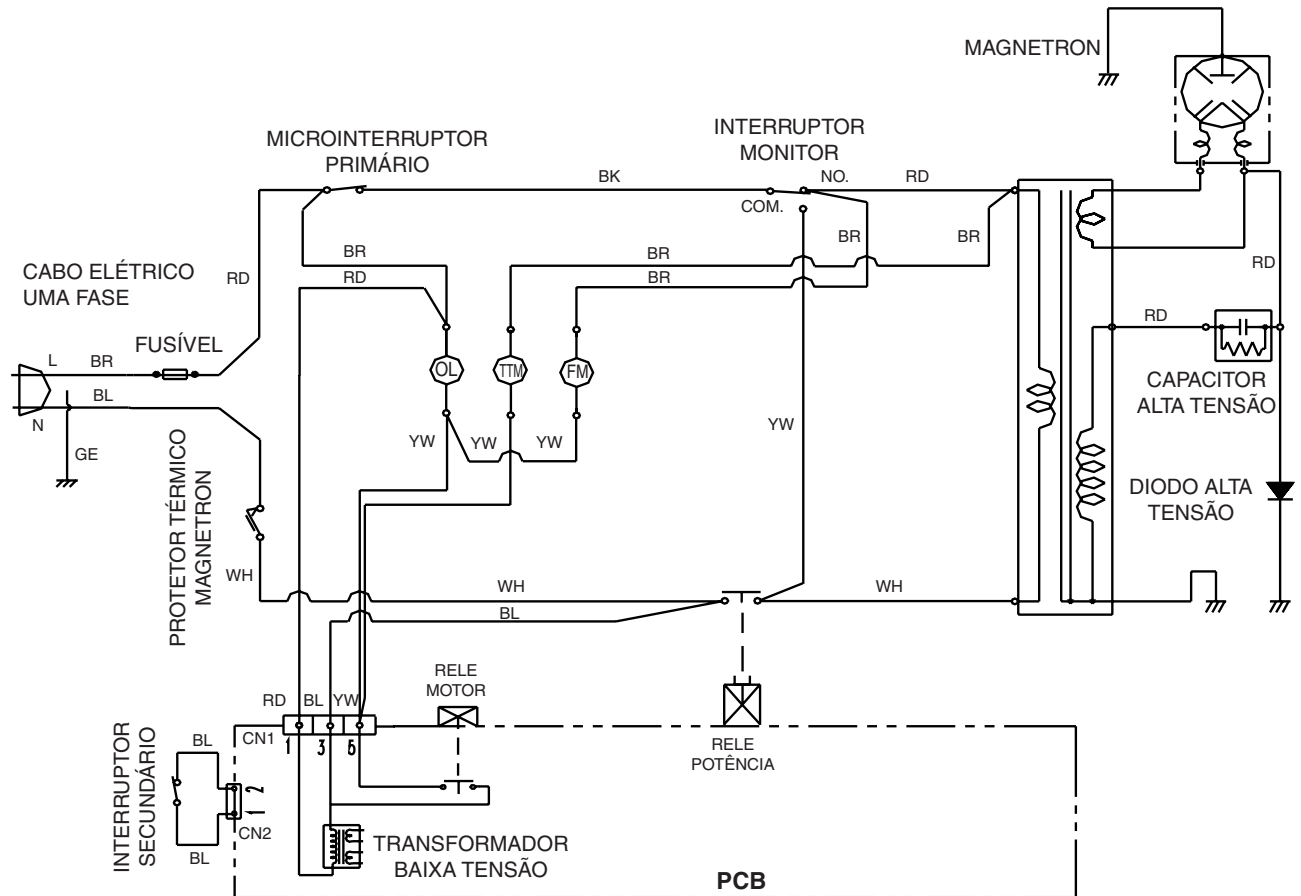 MAGNETRON
MICROINTERRUPTOR
PRIMÁRIO
INTERRUPTOR
MONITOR
BK
NO.
RD
COM.
BR
BR
BR
RD
BR
BR
CABO ELÉTRICO
UMA FASE
RD
RD
FUSÍVEL
L
BR
BL
N
GE
OL
TTM
FM
RD
CAPACITOR
ALTA TENSÃO
YW
YW
YW
YW
DIODO ALTA
TENSÃO
PROTETOR TÉRMICO
MAGNETRON
WH
WH
WH
BL
RELE
MOTOR
RD
BL
YW
CN1
1
3
5
RELE
POTÊNCIA
INTERRUPTOR
SECUNDÁRIO
BL
2
1
CN2
BL
TRANSFORMADOR
BAIXA TENSÃO
PCB